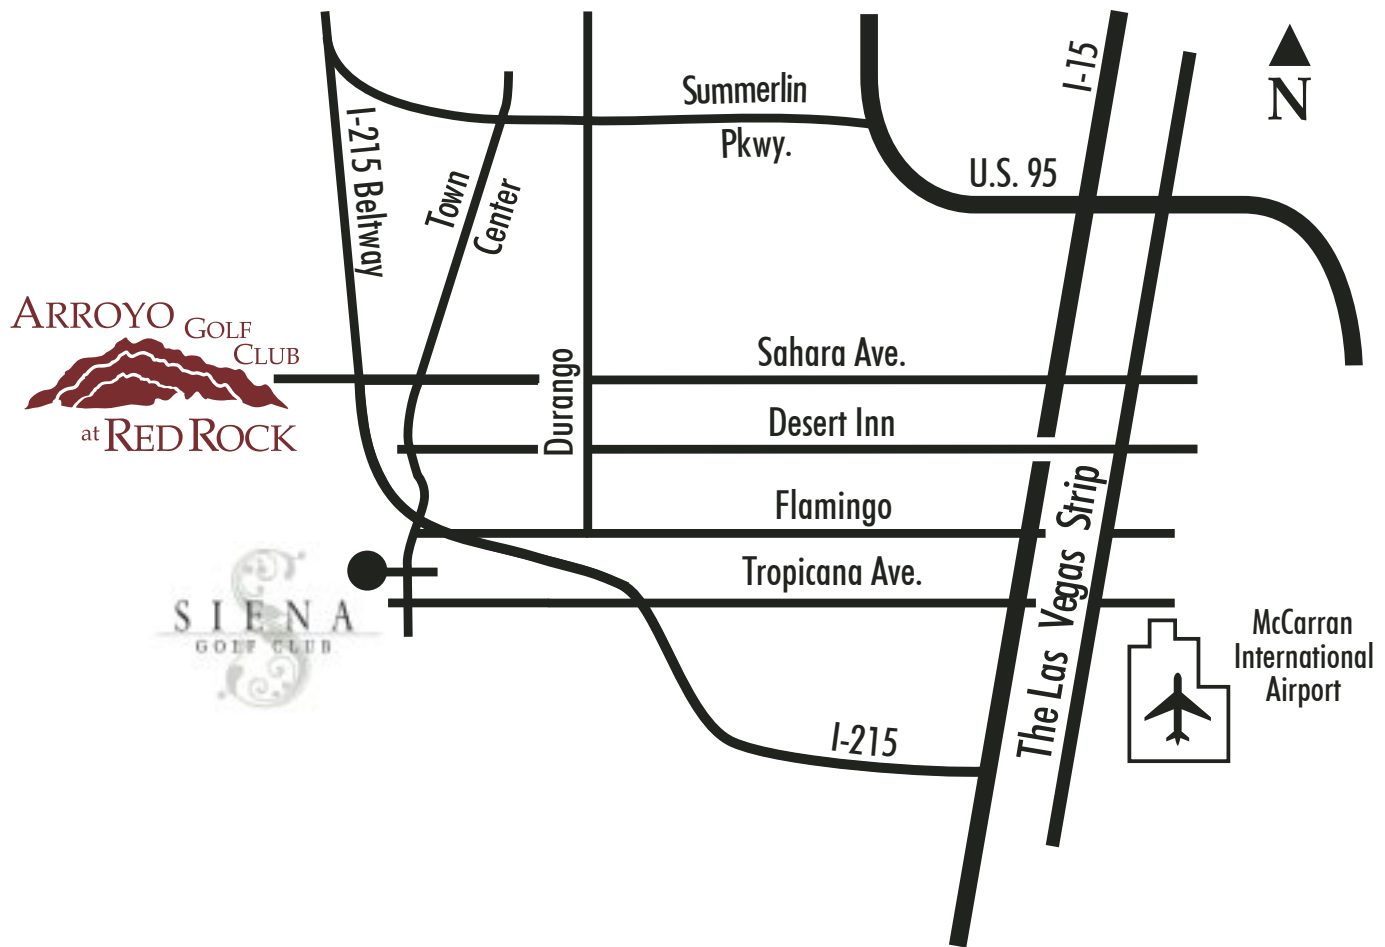 I-15
N
Summerlin
Pkwy.
U.S. 95
I-215 Beltway
Town
Center
ARROYO GOLF
CLUB
at RED ROCK
Sahara Ave.
Durango
Desert Inn
Flamingo
Tropicana Ave.
The Las Vegas Strip
S
SIENA
GOLF CLUB
McCarran
International
Airport
I-215